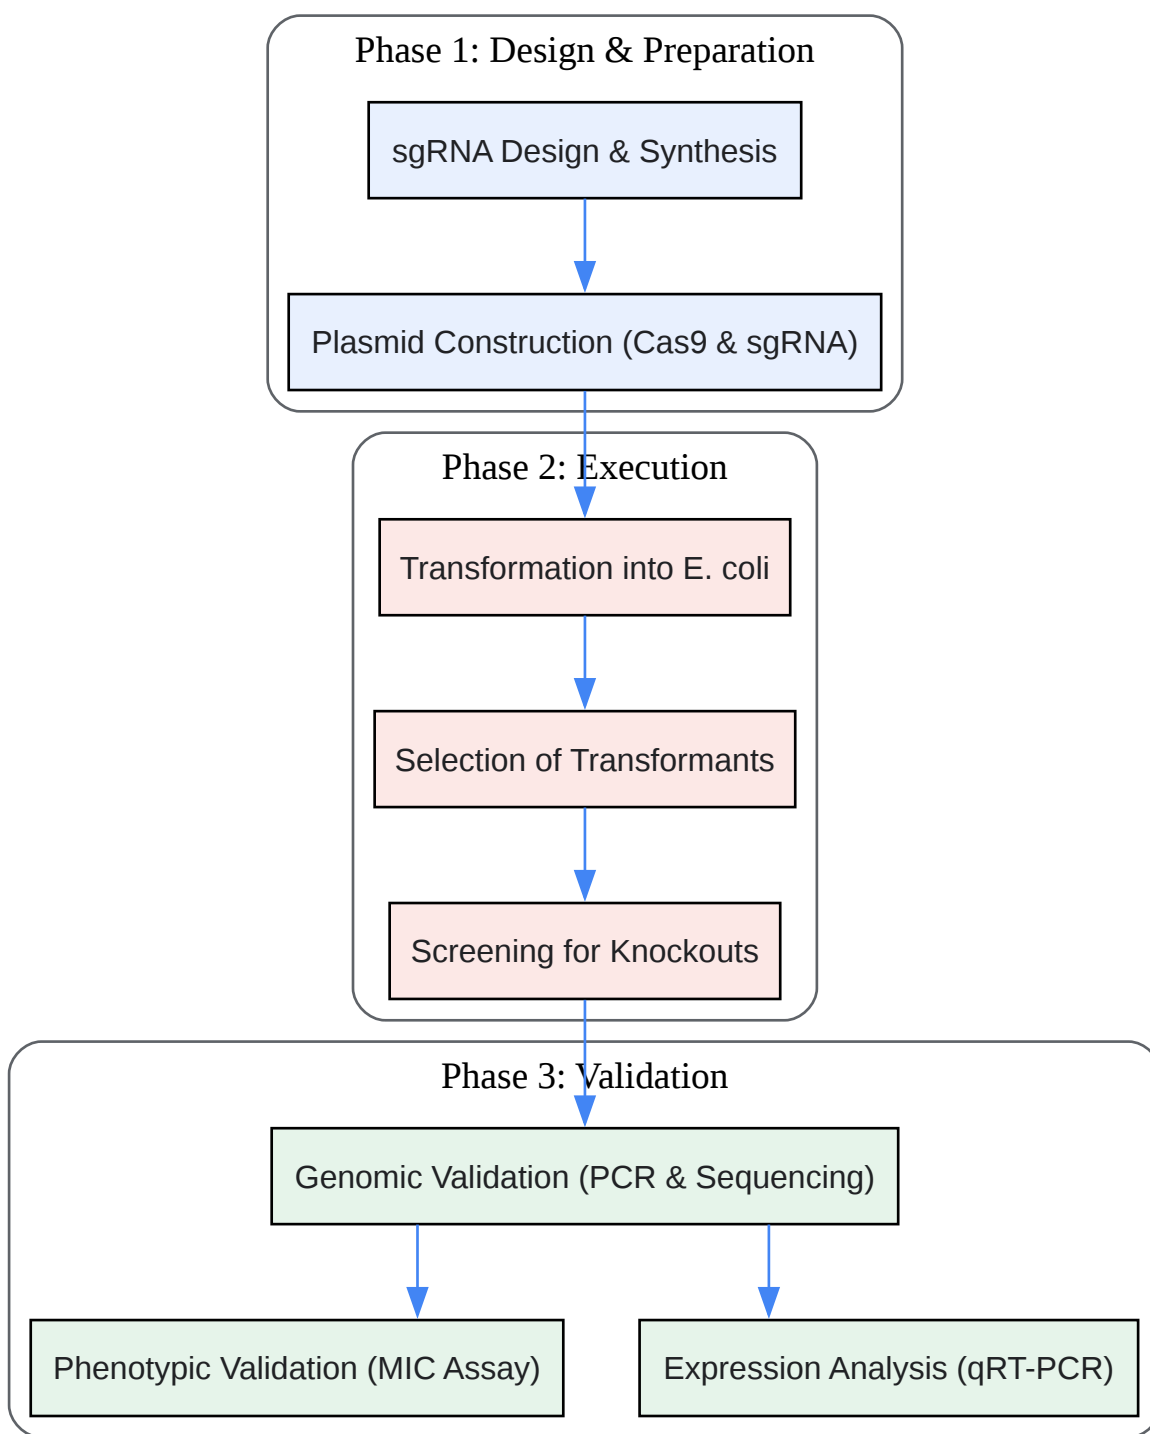 Phase 1: Design & Preparation
sgRNA Design & Synthesis
Plasmid Construction (Cas9 & sgRNA)
Phase 2: Execution
Transformation into E. coli
Selection of Transformants
Screening for Knockouts
Phase 3: Validation
Genomic Validation (PCR & Sequencing)
Phenotypic Validation (MIC Assay)
Expression Analysis (qRT-PCR)